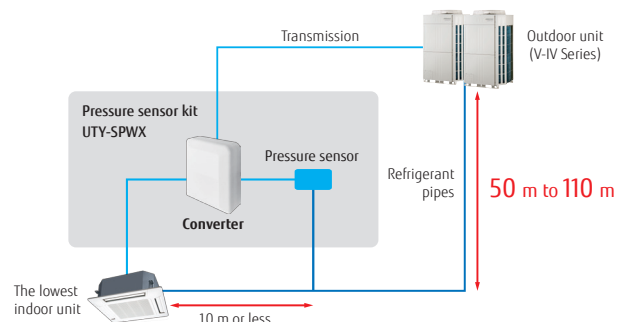 Transmission
Outdoor unit
(V-IV Series)
Pressure sensor kit
UTY-SPWX
Pressure sensor
Converter
Refrigerant
pipes
50 m to 110 m
The lowest
indoor unit
10 m or less